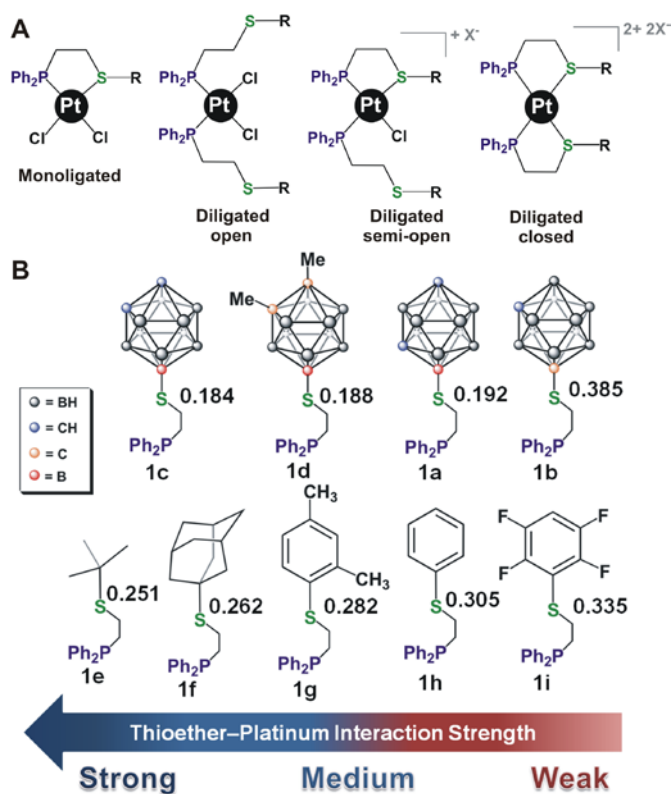 A
Ph₂P
S
R
Pt
Cl
Cl
Monoligated
S
R
Ph₂P
Cl
Pt
Ph₂P
Cl
S
R
Diligated
open
+ X⁻
Ph₂P
S
R
Pt
Ph₂P
Cl
S
R
Diligated
semi-open
2+ 2X⁻
Ph₂P
S
R
Pt
Ph₂P
S
R
Diligated
closed
B
= BH
= CH
= C
= B
S 0.184
Ph₂P
1c
Me
Me
S 0.188
Ph₂P
1d
S 0.192
Ph₂P
1a
S 0.385
Ph₂P
1b
S 0.251
Ph₂P
1e
S 0.262
Ph₂P
1f
CH₃
CH₃
S 0.282
Ph₂P
1g
S 0.305
Ph₂P
1h
F
F
F
F
S 0.335
Ph₂P
1i
Thioether–Platinum Interaction Strength
Strong Medium Weak